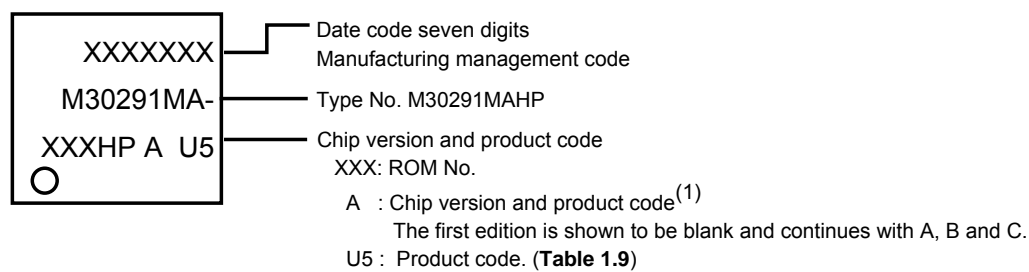 XXXXXXX
M30291MA-
XXXHP A U5
Date code seven digits
Manufacturing management code
Type No. M30291MAHP
Chip version and product code
XXX: ROM No.
A : Chip version and product code(1)
The first edition is shown to be blank and continues with A, B and C.
U5 : Product code. (Table 1.9)